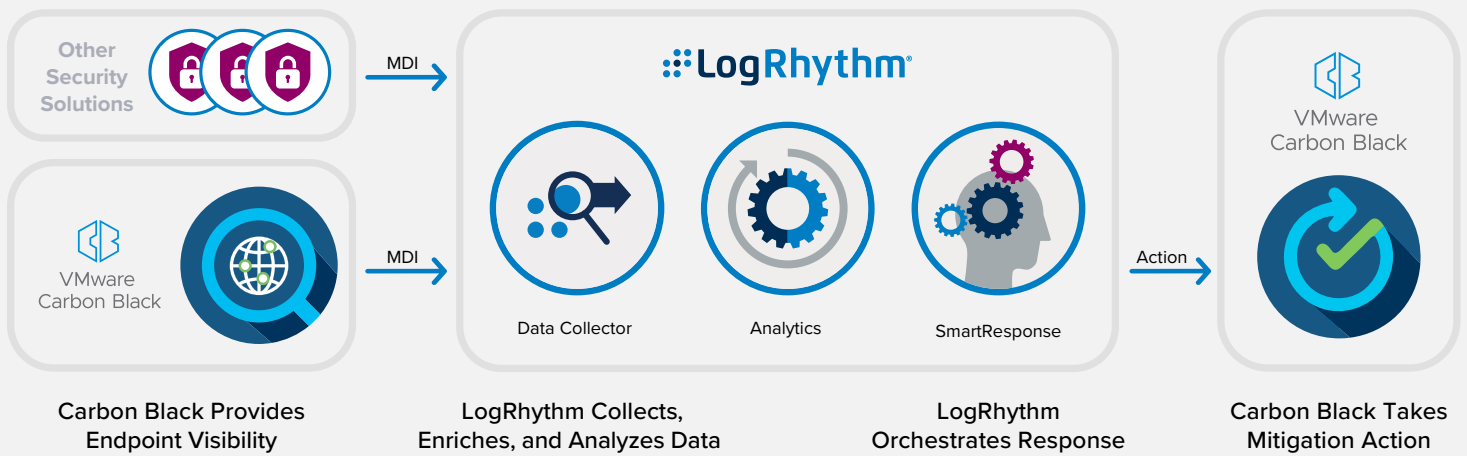 Other
Security
Solutions
MDI
LogRhythm®
VMware
Carbon Black
VMware
Carbon Black
MDI
Action
Data Collector
Analytics
SmartResponse
Carbon Black Provides
Endpoint Visibility
LogRhythm Collects,
Enriches, and Analyzes Data
LogRhythm
Orchestrates Response
Carbon Black Takes
Mitigation Action